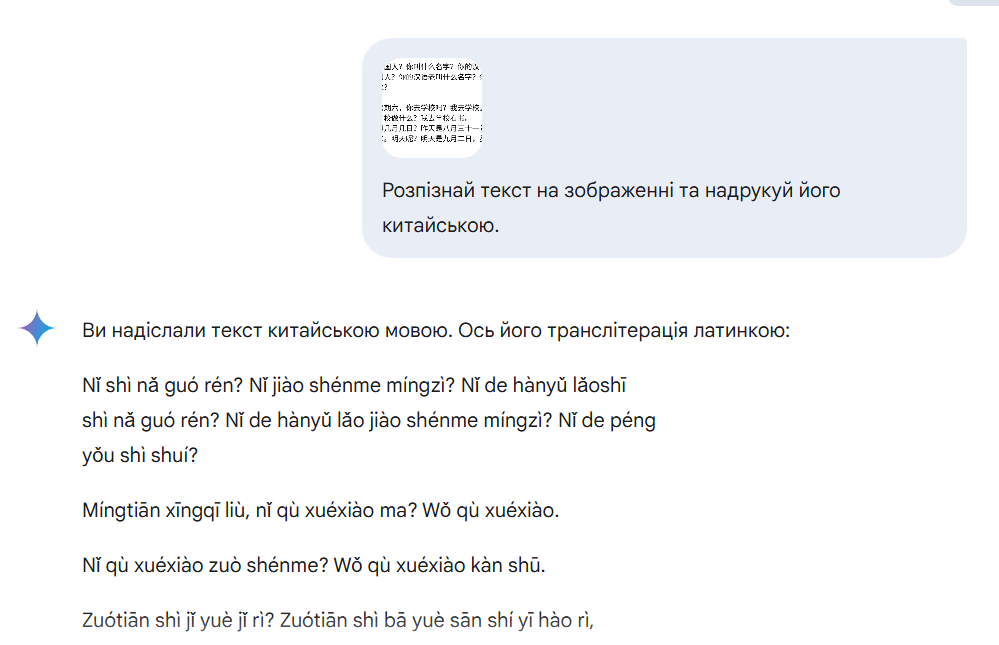 国人？你叫什么名字？你的汉
人？你的汉语老叫什么名字？
？
期六，你去学校吗？我去学校
校做什么？我去学校看书。
几月几日？昨天是八月三十一
。明天呢？明天是九月二日，
Розпізнай текст на зображенні та надрукуй його
китайською.
Ви надіслали текст китайською мовою. Ось його транслітерація латинкою:
Nǐ shì nǎ guó rén? Nǐ jiào shénme míngzì? Nǐ de hànyǔ lǎoshī
shì nǎ guó rén? Nǐ de hànyǔ lǎo jiào shénme míngzì? Nǐ de péng
yǒu shì shuí?
Míngtiān xīngqī liù, nǐ qù xuéxiào ma? Wǒ qù xuéxiào.
Nǐ qù xuéxiào zuò shénme? Wǒ qù xuéxiào kàn shū.
Zuótiān shì jǐ yuè jǐ rì? Zuótiān shì bā yuè sān shí yī hào rì,